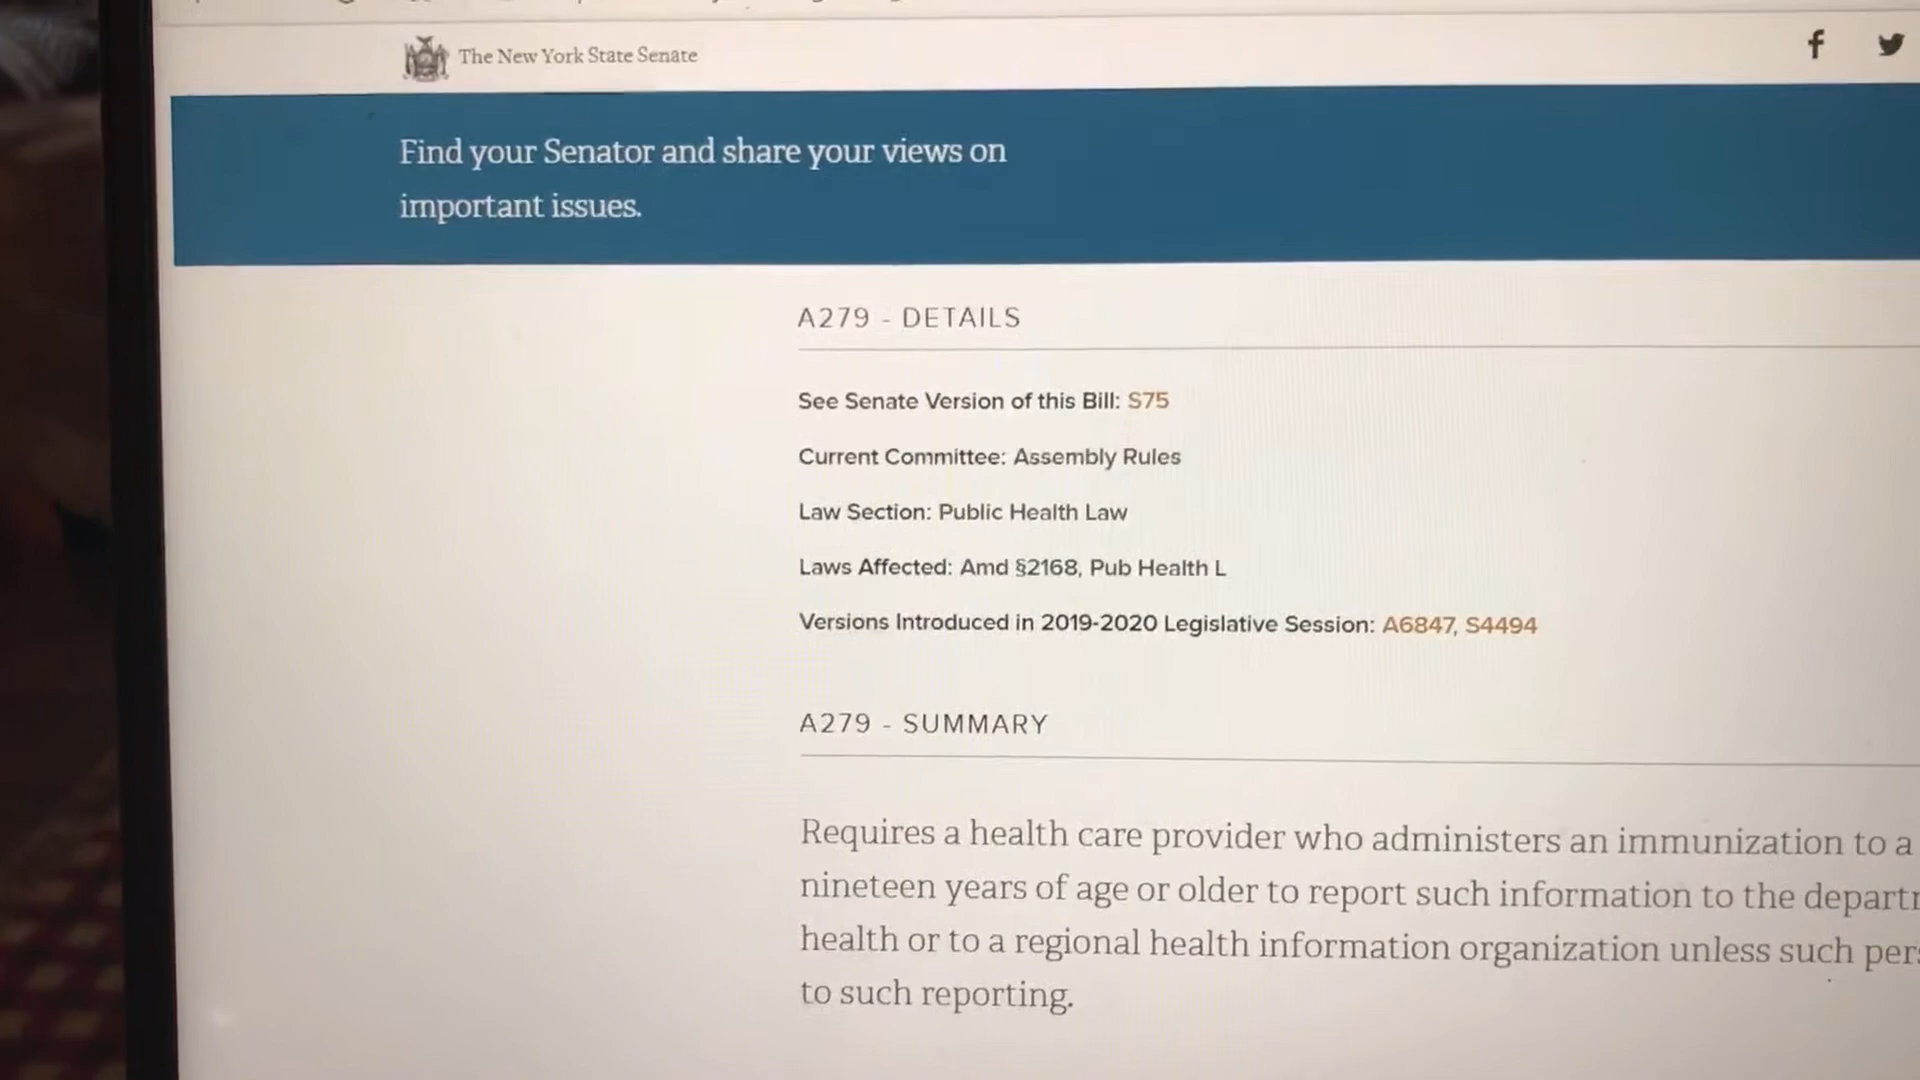 The New York State Senate
Find your Senator and share your views on
important issues.
A279 - DETAILS
See Senate Version of this Bill: S75
Current Committee: Assembly Rules
Law Section: Public Health Law
Laws Affected: Amd §2168, Pub Health L
Versions Introduced in 2019-2020 Legislative Session: A6847, S4494
A279 - SUMMARY
Requires a health care provider who administers an immunization to a
nineteen years of age or older to report such information to the
health or to a regional health information organization unless such
to such reporting.